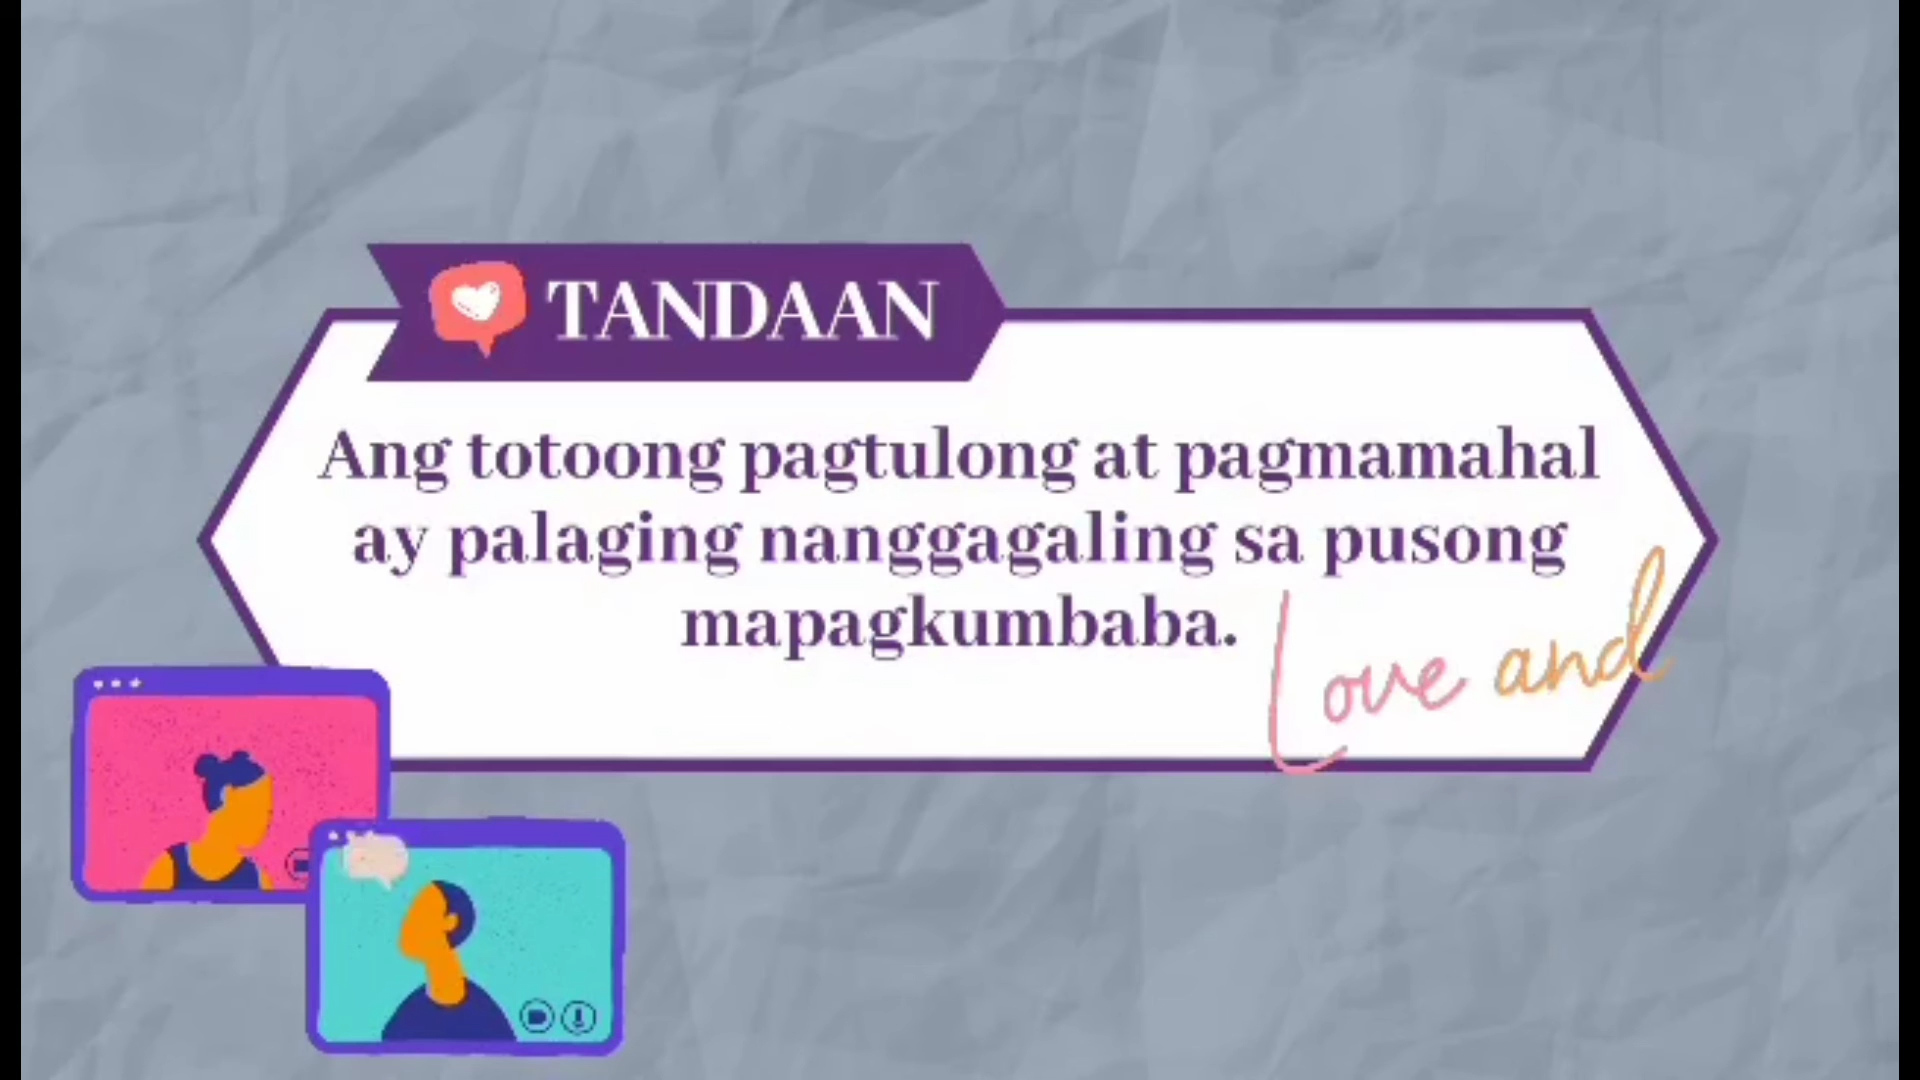 TANDAAN
Ang totoong pagtulong at pagmamahal
ay palaging nanggagaling sa pusong
mapagkumbaba.
Love and